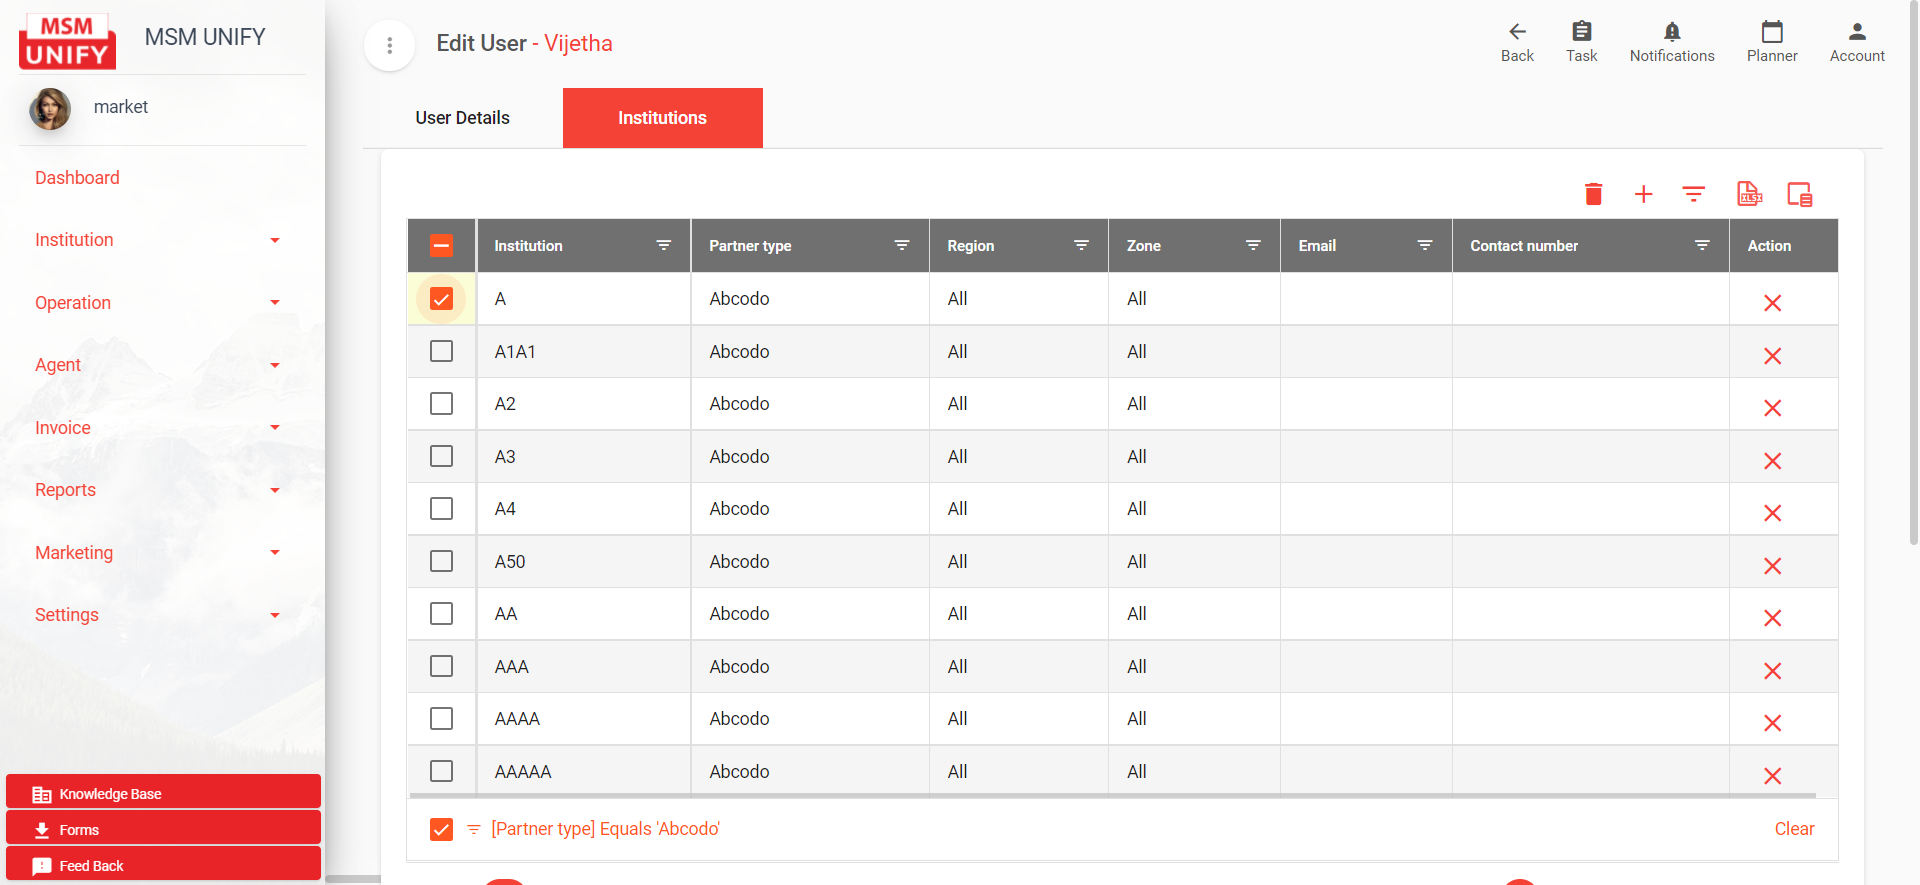 MSM
UNIFY
MSM UNIFY
market
Dashboard
Institution
Operation
Agent
Invoice
Reports
Marketing
Settings
Knowledge Base
Forms
Feed Back
Edit User - Vijetha
Back
Task
Notifications
Planner
Account
User Details
Institutions
XLSX
Institution Partner type Region Zone Email Contact number Action
A Abcodo All All
A1A1 Abcodo All All
A2 Abcodo All All
A3 Abcodo All All
A4 Abcodo All All
A50 Abcodo All All
AA Abcodo All All
AAA Abcodo All All
AAAA Abcodo All All
AAAAA Abcodo All All
[Partner type] Equals 'Abcodo' Clear